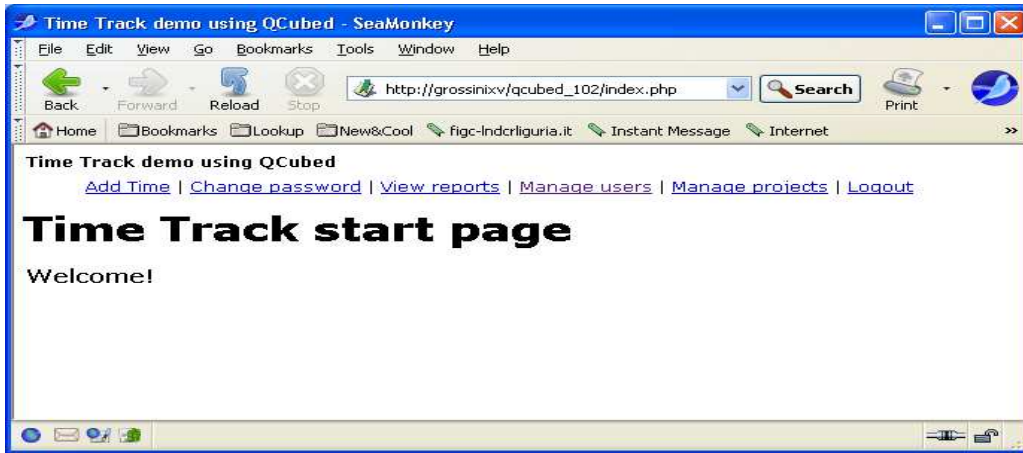 Time Track demo using QCubed - SeaMonkey
File Edit View Go Bookmarks Tools Window Help
Back Forward Reload Stop http://grossinixv/qcubed_102/index.php Search Print
Home Bookmarks Lookup New&Cool figc-lndcrliguria.it Instant Message Internet »
Time Track demo using QCubed
Add Time | Change password | View reports | Manage users | Manage projects | Logout
Time Track start page
Welcome!